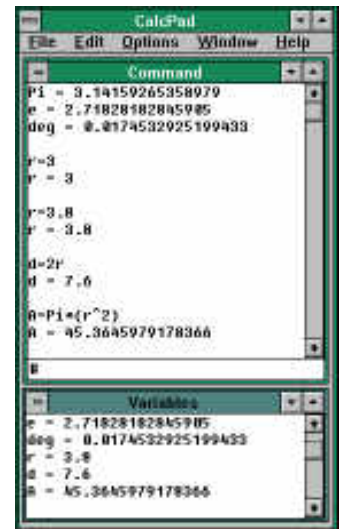 CalcPad
File Edit Options Window Help
Command
Pi = 3.14159265358979
e = 2.71828182845905
deg = 0.0174532925199433
r=3
r = 3
r=3.8
r = 3.8
d=2r
d = 7.6
A=Pi*(r^2)
A = 45.3645979178366
Variables
e = 2.71828182845905
deg = 0.0174532925199433
r = 3.8
d = 7.6
A = 45.3645979178366